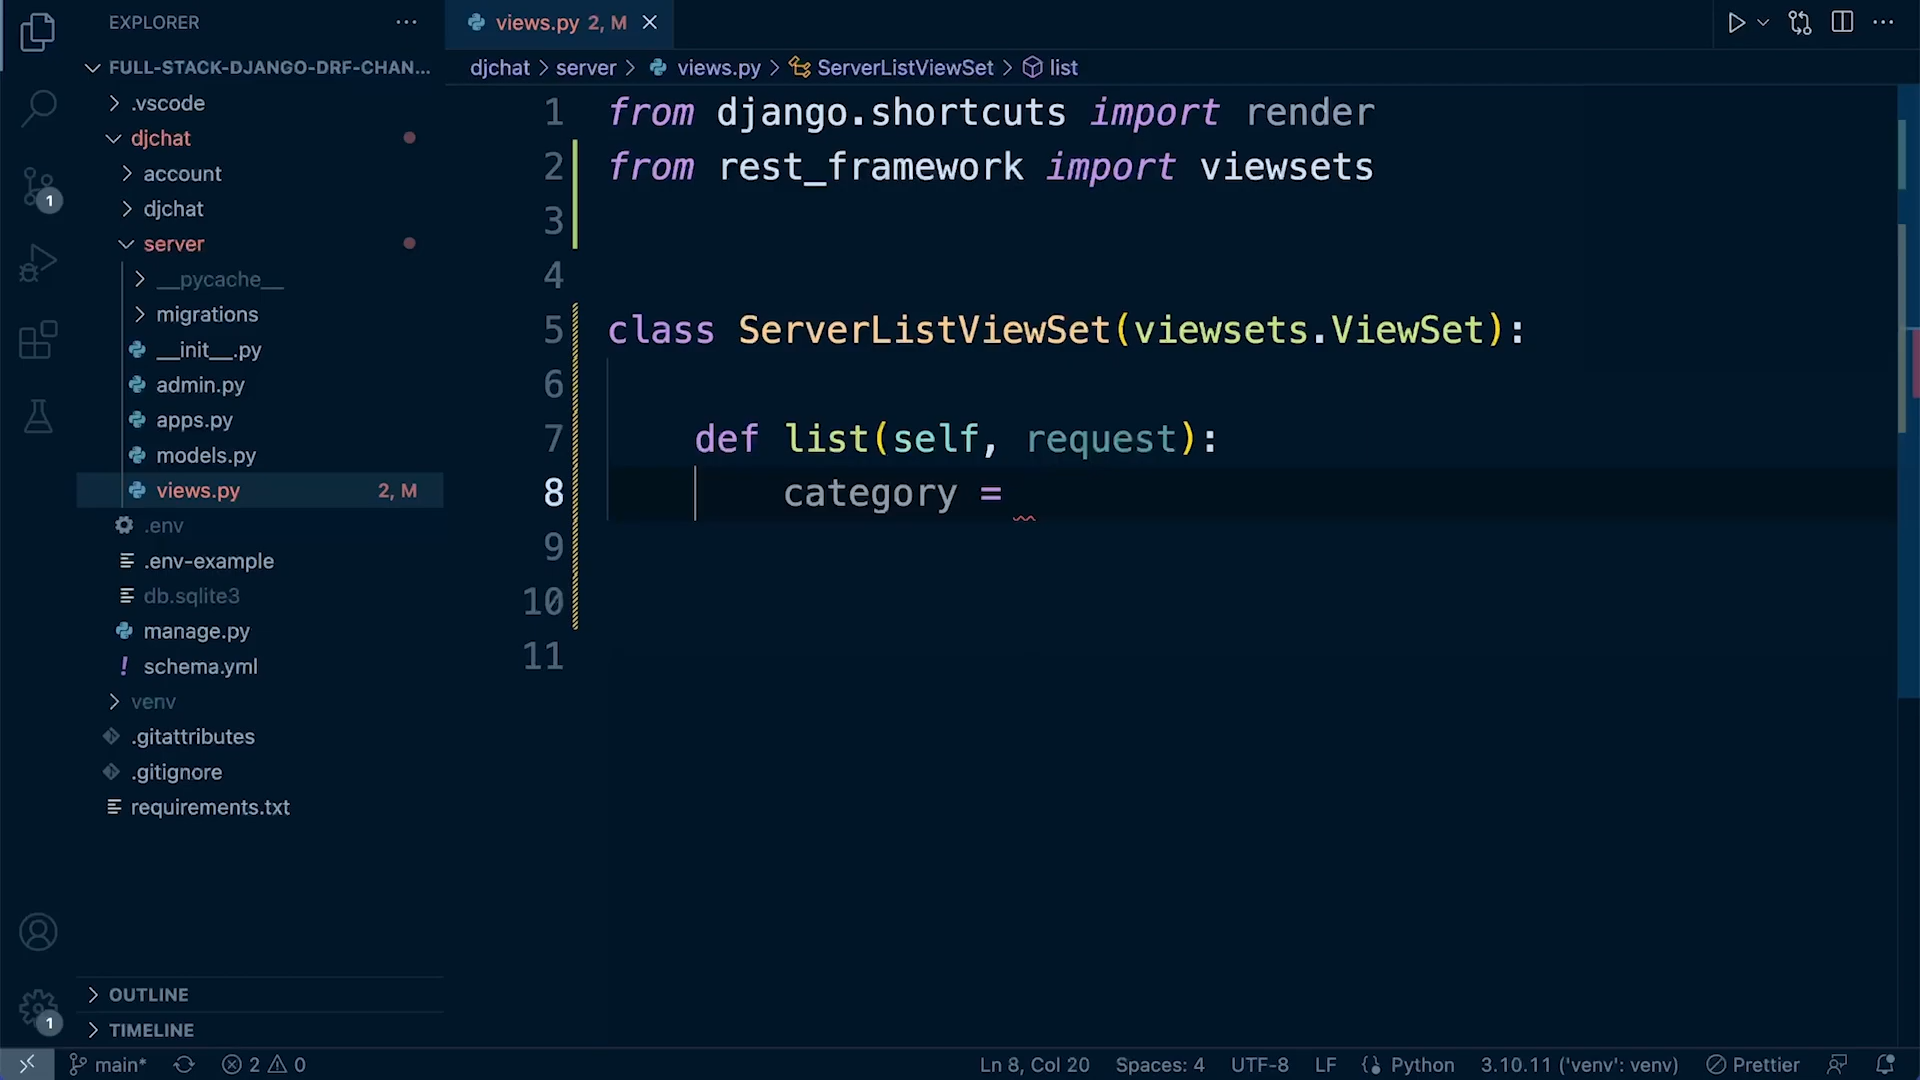 EXPLORER
FULL-STACK-DJANGO-DRF-CHAN...
.vscode
djchat
account
djchat
server
__pycache__
migrations
__init__.py
admin.py
apps.py
models.py
views.py 2, M
.env
.env-example
db.sqlite3
manage.py
schema.yml
venv
.gitattributes
.gitignore
requirements.txt
OUTLINE
TIMELINE
1
1
views.py 2, M
djchat > server > views.py > ServerListViewSet > list
1 from django.shortcuts import render
2 from rest_framework import viewsets
3
4
5 class ServerListViewSet(viewsets.ViewSet):
6
7 def list(self, request):
8 category =
9
10
11
main* 2 0 Ln 8, Col 20 Spaces: 4 UTF-8 LF Python 3.10.11 ('venv': venv) Prettier